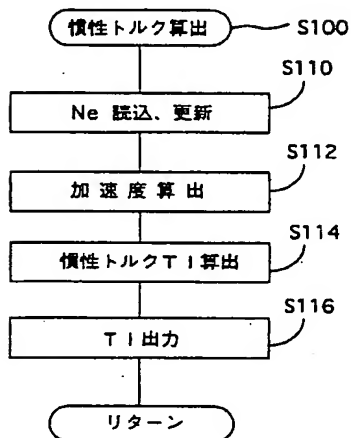 慣性トルク算出
S100
S110
Ne 読込、更新
S112
加 速 度 算 出
S114
慣性トルクTI算出
S116
TI出力
リターン